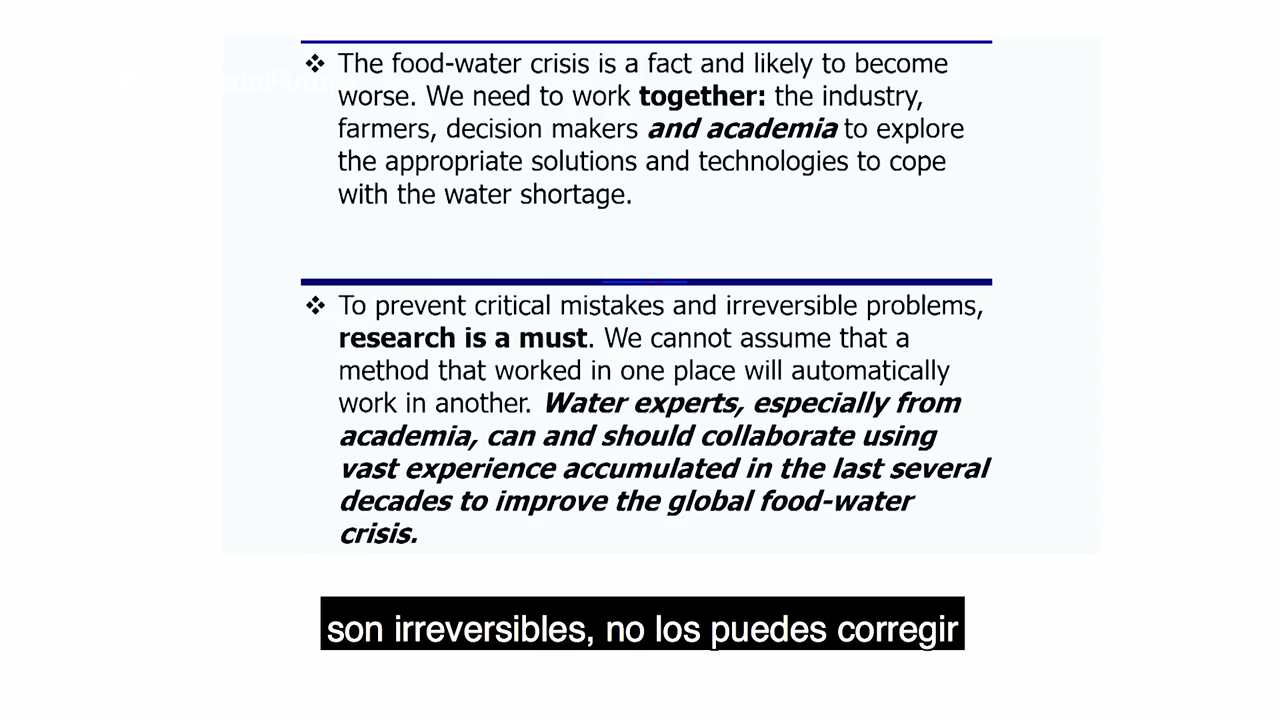 ❖ The food-water crisis is a fact and likely to become
worse. We need to work together: the industry,
farmers, decision makers and academia to explore
the appropriate solutions and technologies to cope
with the water shortage.
❖ To prevent critical mistakes and irreversible problems,
research is a must. We cannot assume that a
method that worked in one place will automatically
work in another. Water experts, especially from
academia, can and should collaborate using
vast experience accumulated in the last several
decades to improve the global food-water
crisis.
son irreversibles, no los puedes corregir